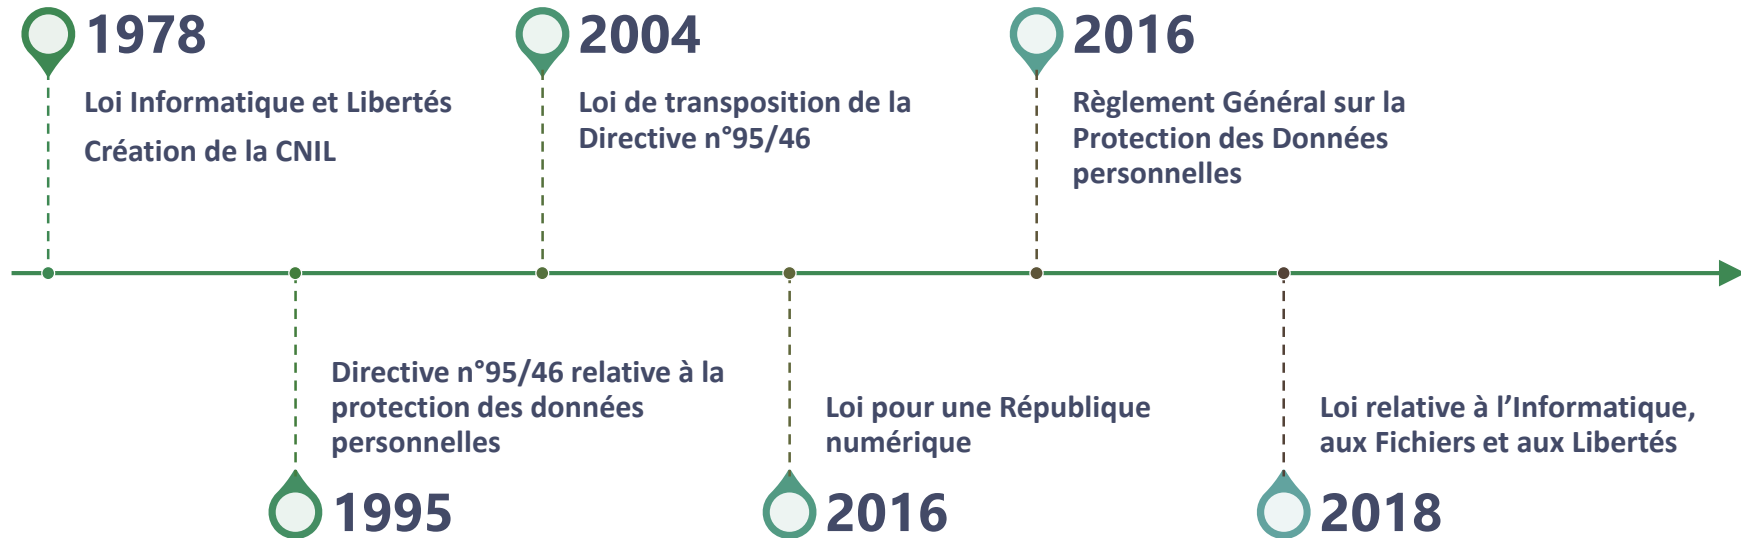 1978
Loi Informatique et Libertés
Création de la CNIL
2004
Loi de transposition de la
Directive n°95/46
2016
Règlement Général sur la
Protection des Données
personnelles
Directive n°95/46 relative à la
protection des données
personnelles
1995
Loi pour une République
numérique
2016
Loi relative à l’Informatique,
aux Fichiers et aux Libertés
2018